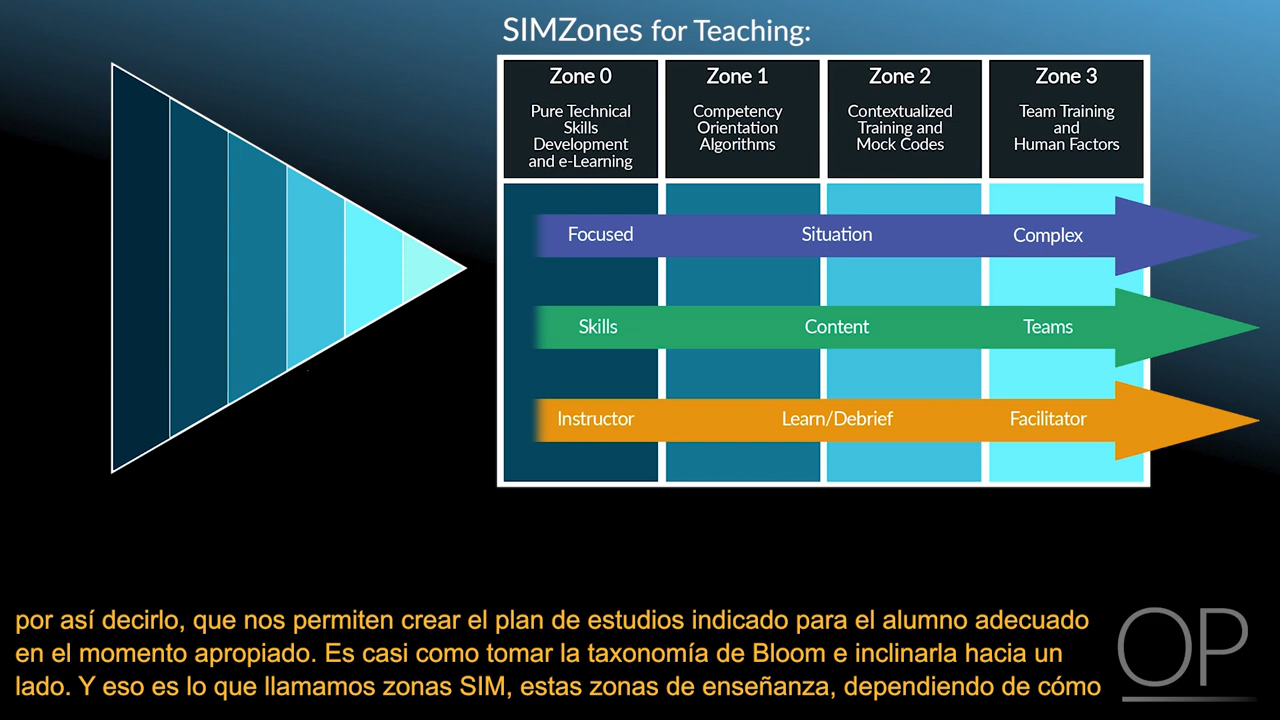 SIMZones for Teaching:
Zone 0
Pure Technical
Skills
Development
and e-Learning
Zone 1
Competency
Orientation
Algorithms
Zone 2
Contextualized
Training and
Mock Codes
Zone 3
Team Training
and
Human Factors
Focused Situation Complex
Skills Content Teams
Instructor Learn/Debrief Facilitator
por así decirlo, que nos permiten crear el plan de estudios indicado para el alumno adecuado
en el momento apropiado. Es casi como tomar la taxonomía de Bloom e inclinarla hacia un
lado. Y eso es lo que llamamos zonas SIM, estas zonas de enseñanza, dependiendo de cómo
OP